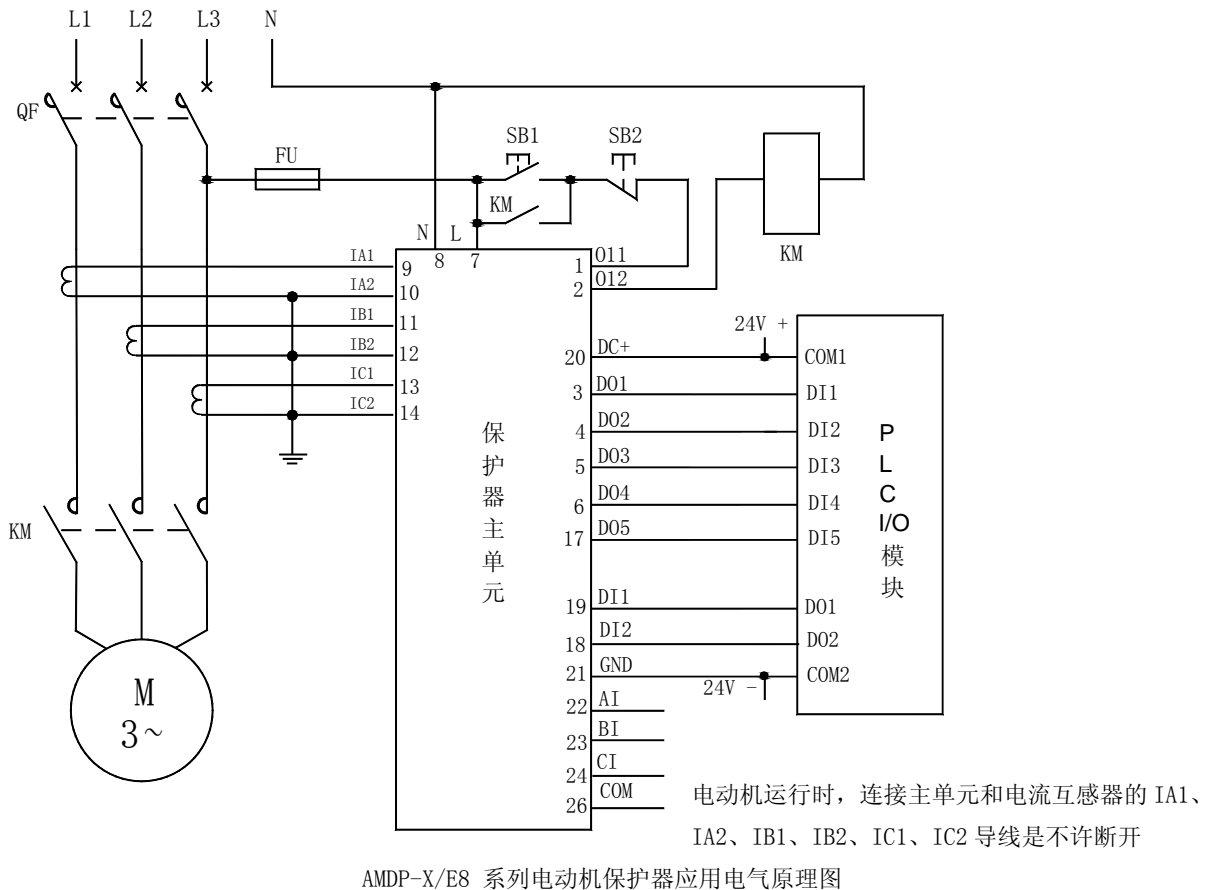 L1 L2 L3 N
QF
FU
SB1 SB2
KM
KM
N L
8 7
IA1 9
IA2 10
IB1 11
IB2 12
IC1 13
IC2 14
1 O11
2 O12
20 DC+
3 DO1
4 DO2
5 DO3
6 DO4
17 DO5
19 DI1
18 DI2
21 GND
22 AI
23 BI
24 CI
26 COM
保护器主单元
24V +
24V -
COM1
DI1
DI2
DI3
DI4
DI5
DO1
DO2
COM2
PLC I/O 模块
KM
M
3~
电动机运行时，连接主单元和电流互感器的 IA1、
IA2、IB1、IB2、IC1、IC2 导线是不许断开
AMDP-X/E8 系列电动机保护器应用电气原理图